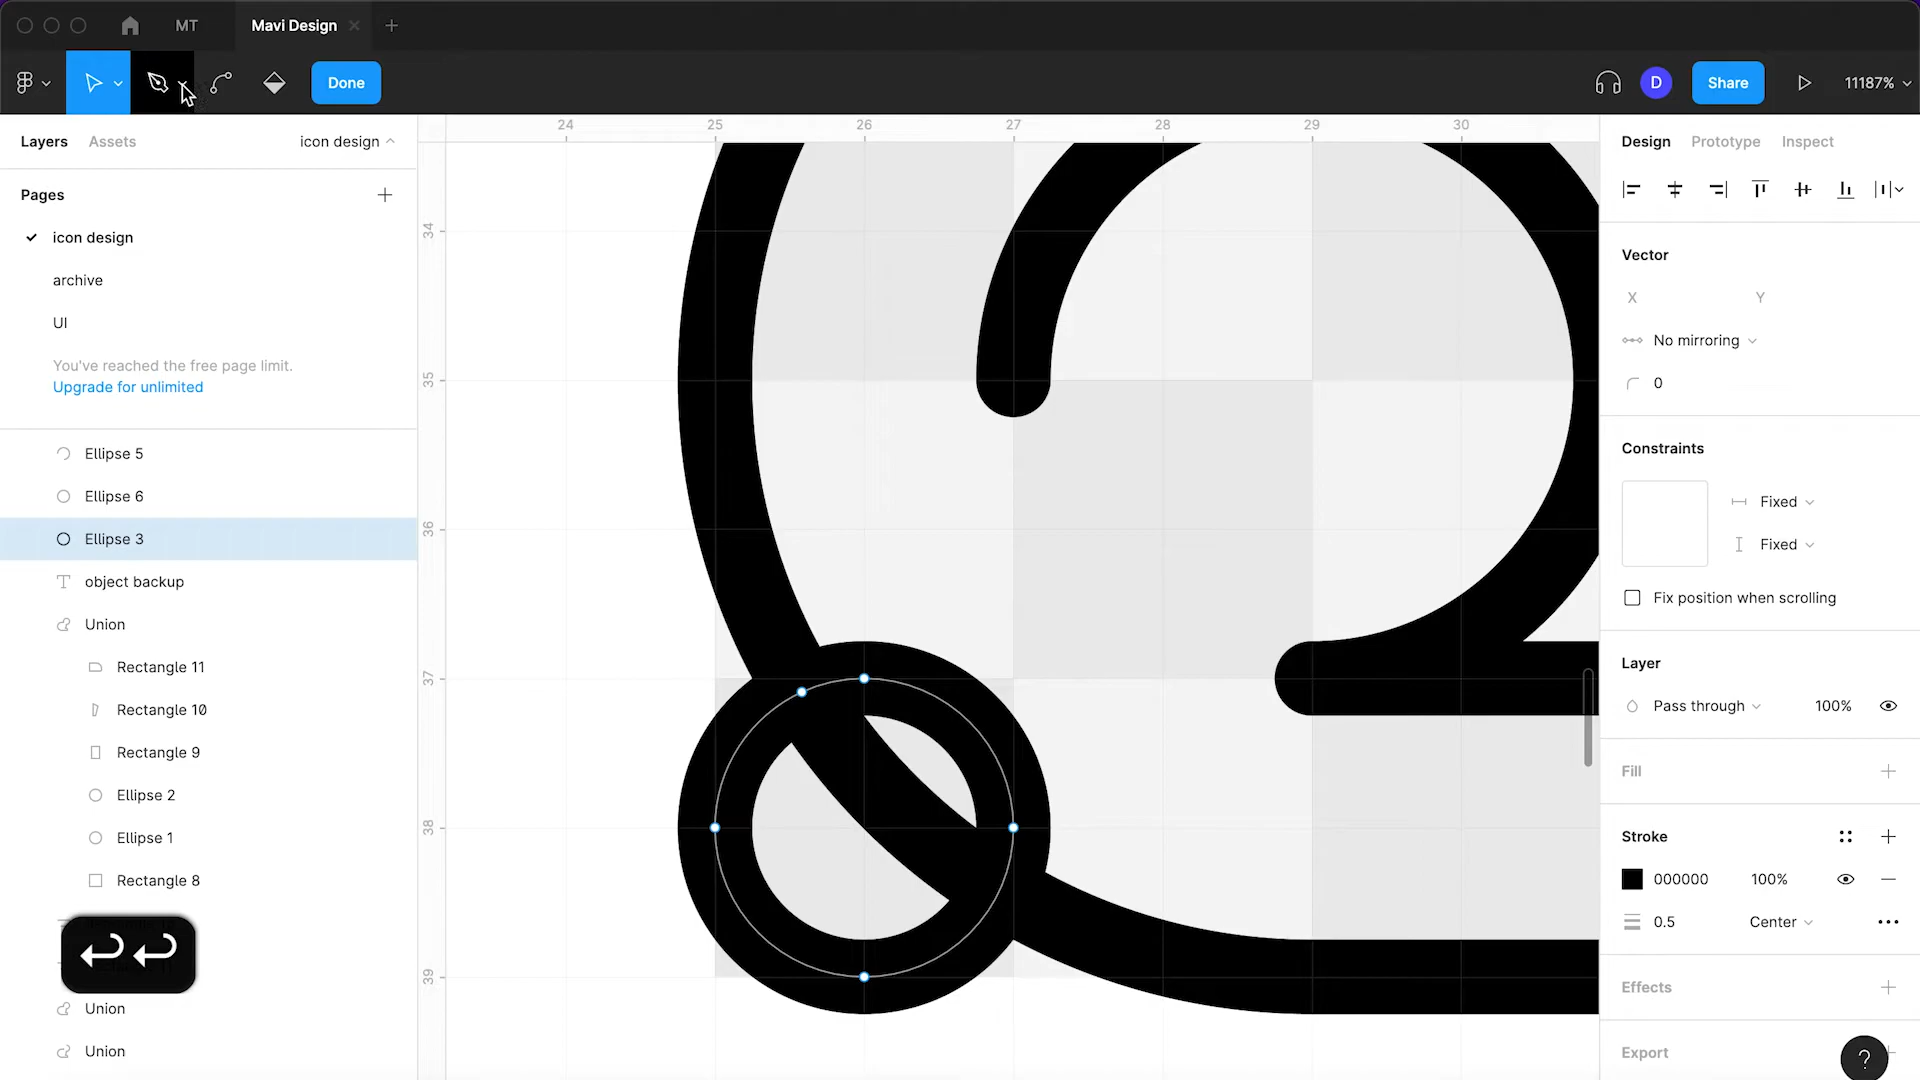 MT
Mavi Design
Done
D
Share
11187%
Layers
Assets
icon design
24
25
26
27
28
29
30
Design
Prototype
Inspect
Pages
icon design
archive
UI
You've reached the free page limit.
Upgrade for unlimited
34
35
36
37
38
39
Ellipse 5
Ellipse 6
Ellipse 3
object backup
Union
Rectangle 11
Rectangle 10
Rectangle 9
Ellipse 2
Ellipse 1
Rectangle 8
Union
Union
Vector
X
Y
No mirroring
0
Constraints
Fixed
Fixed
Fix position when scrolling
Layer
Pass through
100%
Fill
Stroke
000000
100%
0.5
Center
Effects
Export
?